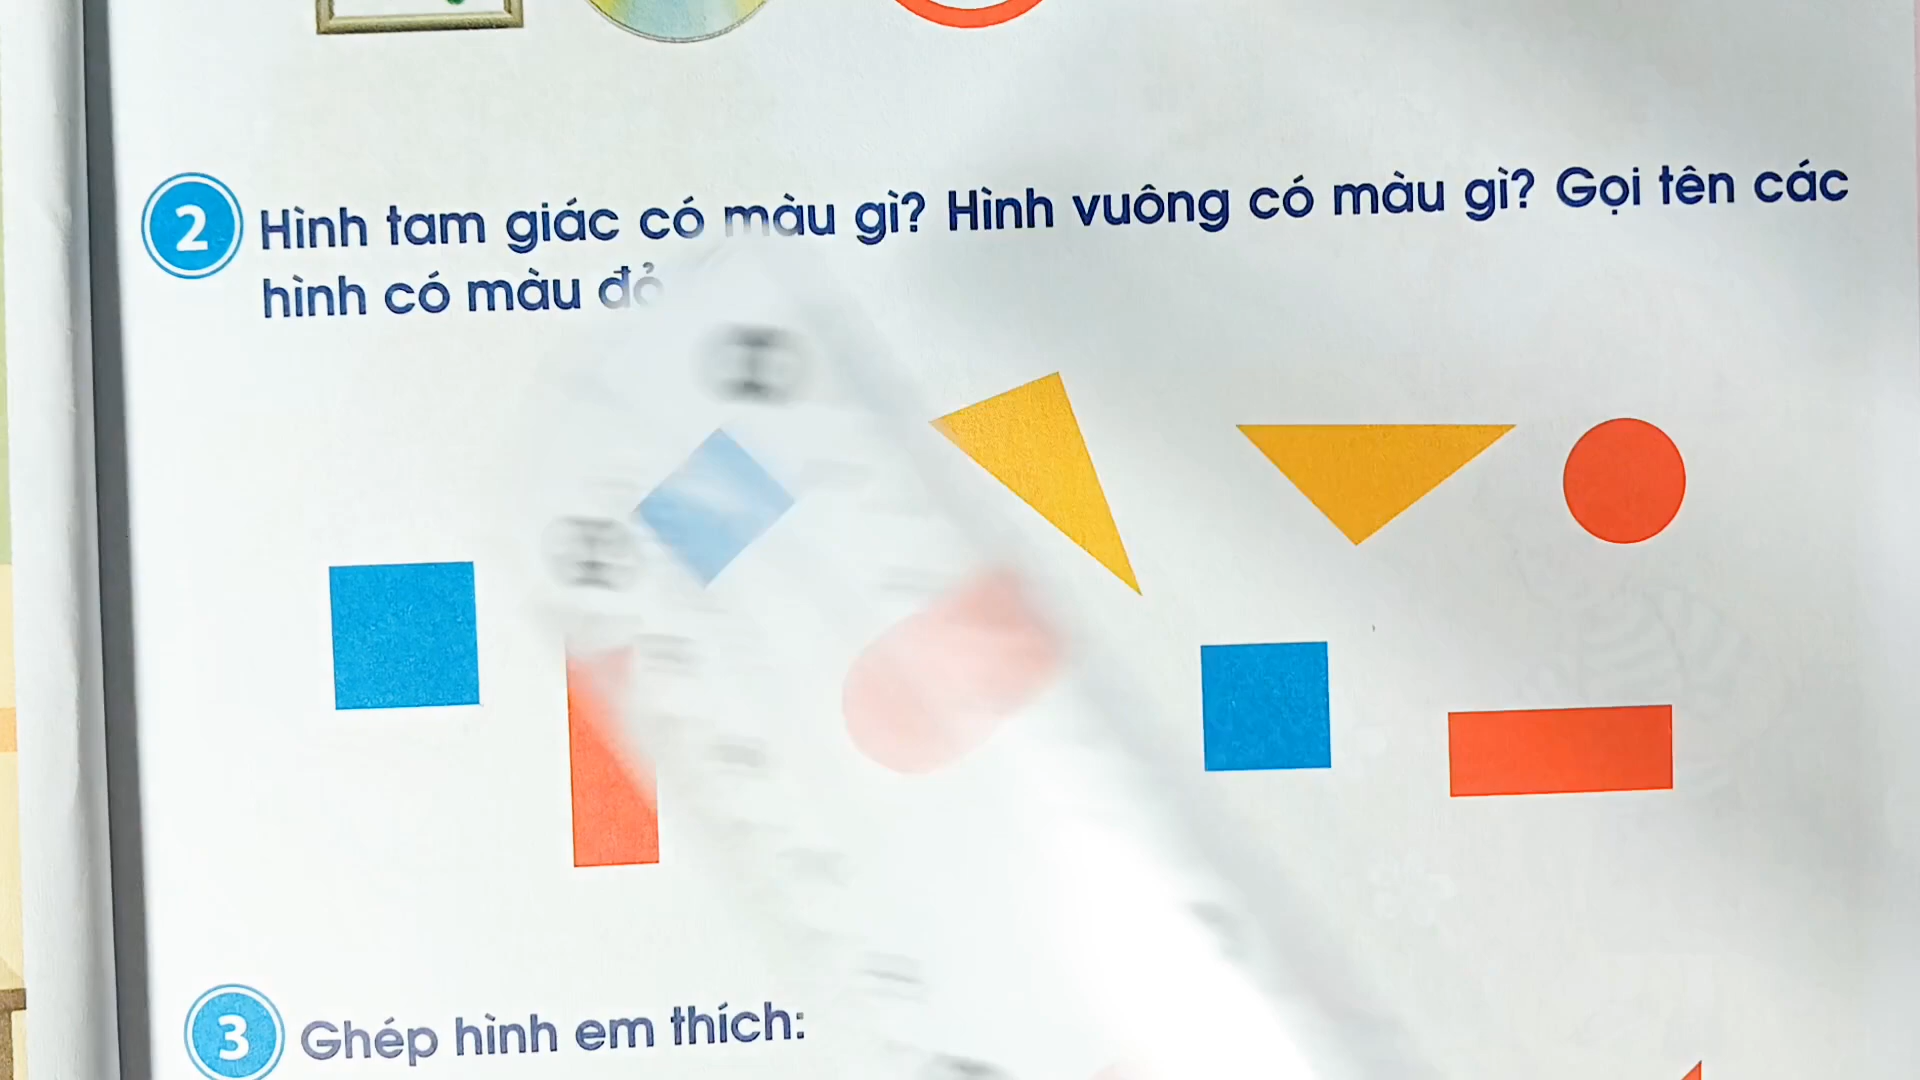 2 Hình tam giác có màu gì? Hình vuông có màu gì? Gọi tên các
hình có màu đỏ
3 Ghép hình em thích: